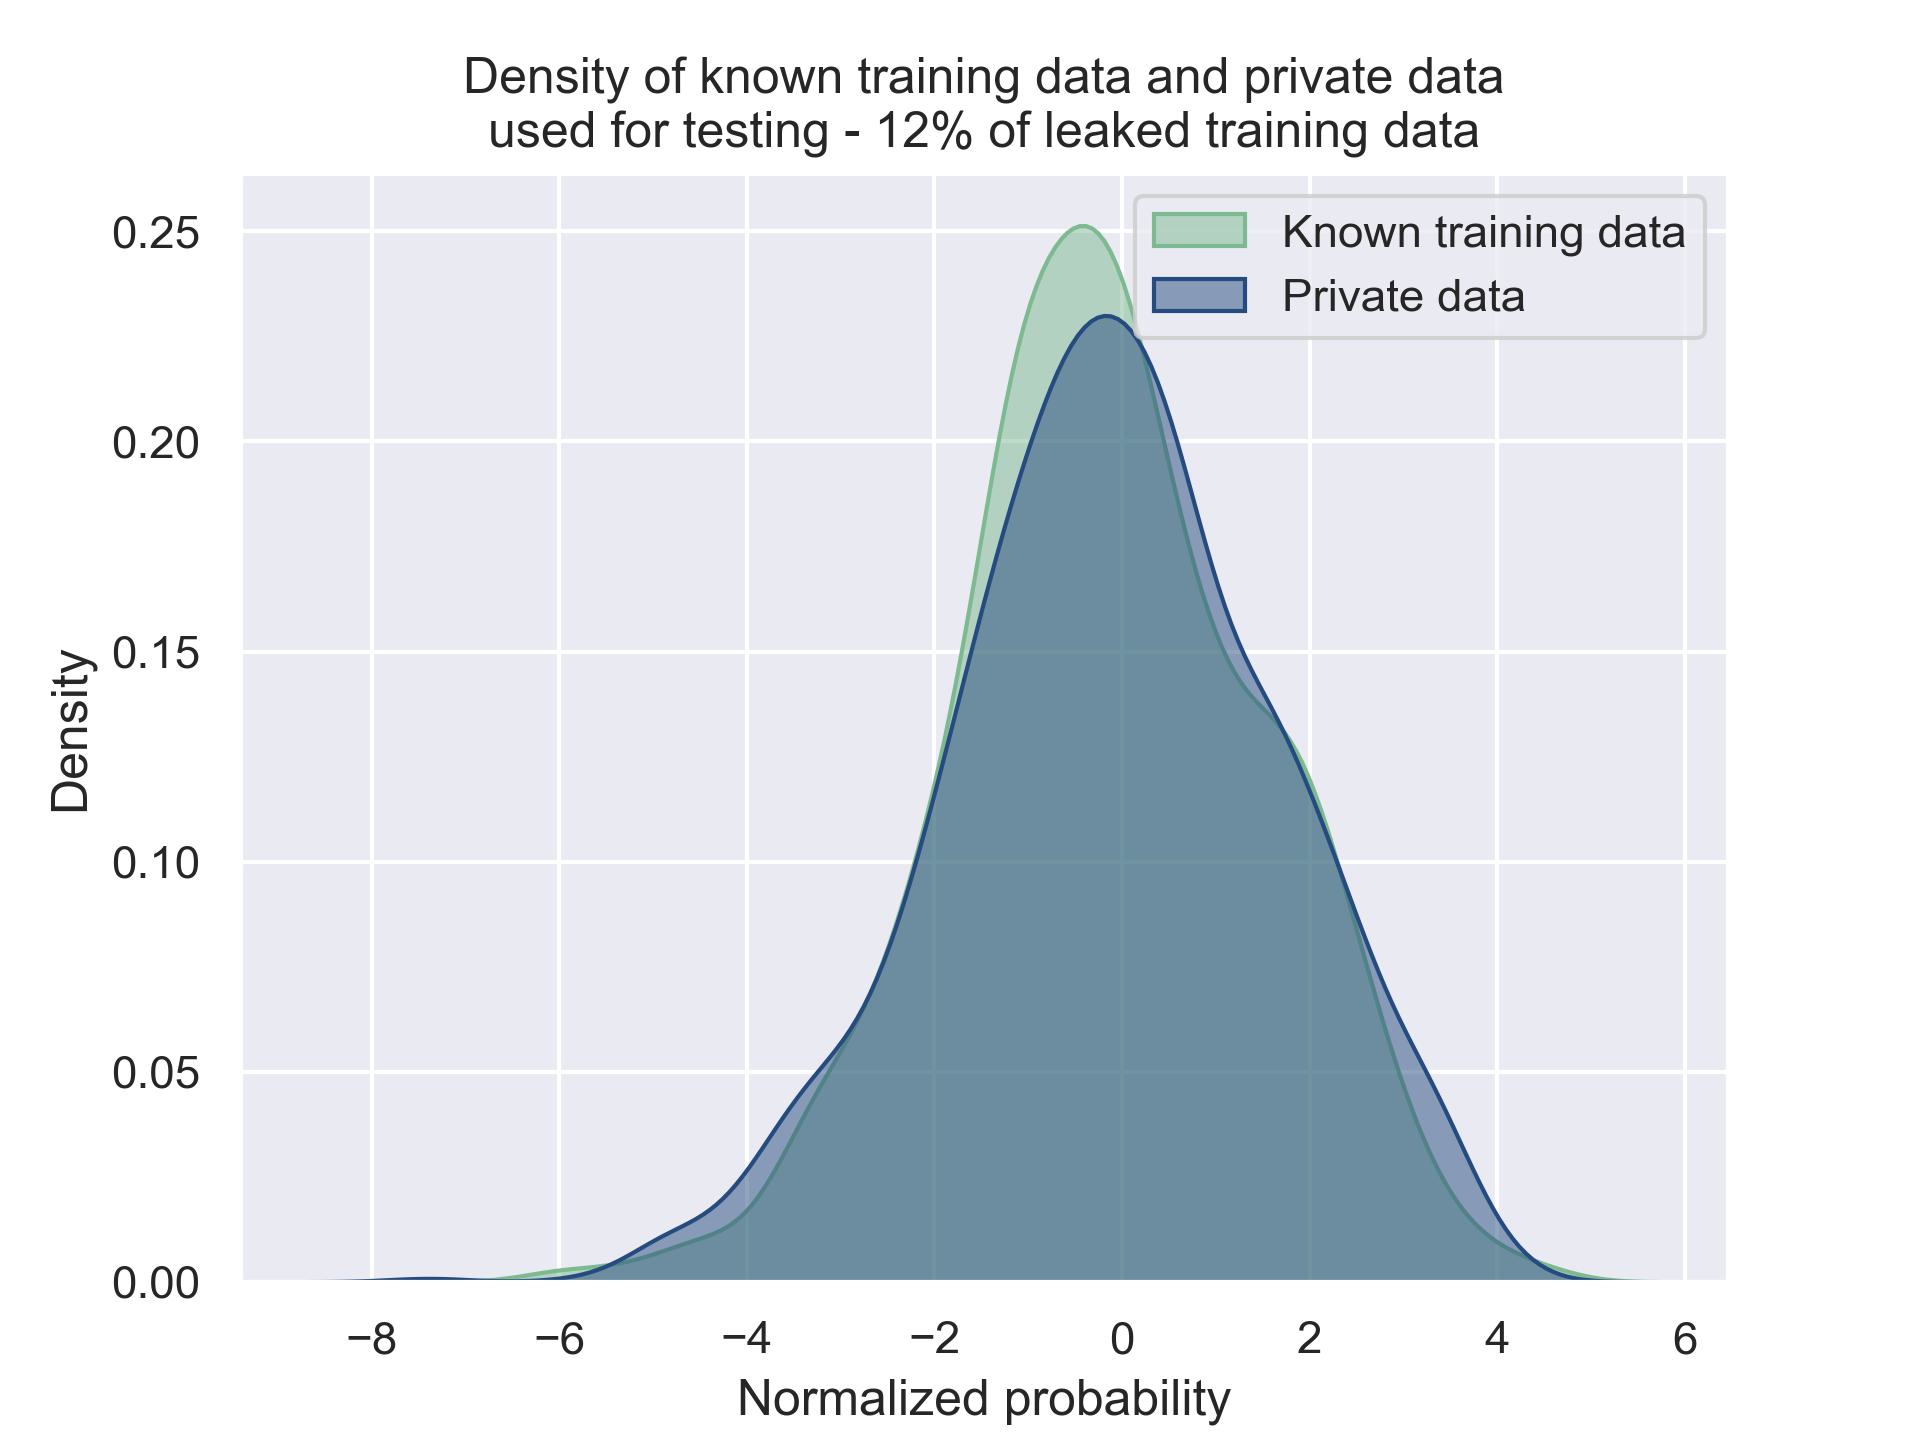 Density of known training data and private data
used for testing - 12% of leaked training data
Known training data
Private data
0.25
0.20
0.15
0.10
0.05
0.00
Density
−8 −6 −4 −2 0 2 4 6
Normalized probability